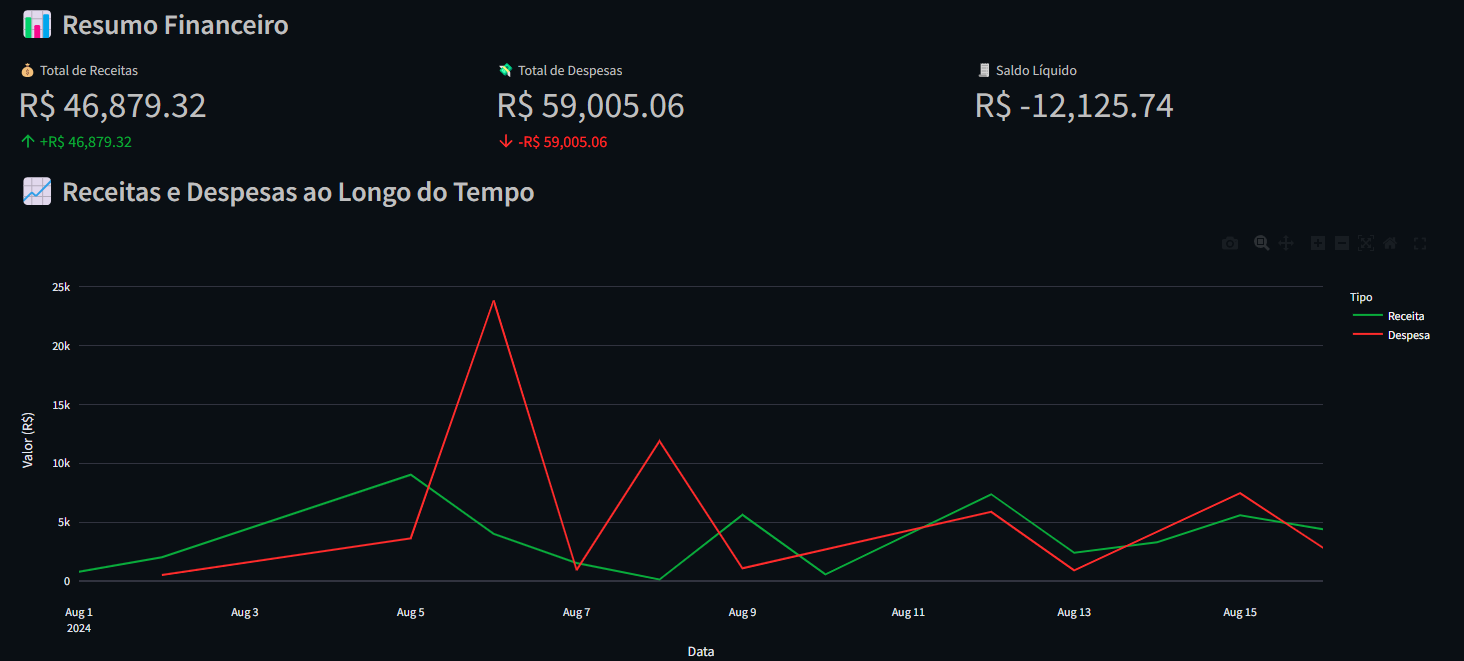 Resumo Financeiro
Total de Receitas
R$ 46,879.32
+R$ 46,879.32
Total de Despesas
R$ 59,005.06
-R$ 59,005.06
Saldo Líquido
R$ -12,125.74
Receitas e Despesas ao Longo do Tempo
Tipo
Receita
Despesa
Valor (R$)
25k
20k
15k
10k
5k
0
Aug 1
2024
Aug 3
Aug 5
Aug 7
Aug 9
Aug 11
Aug 13
Aug 15
Data